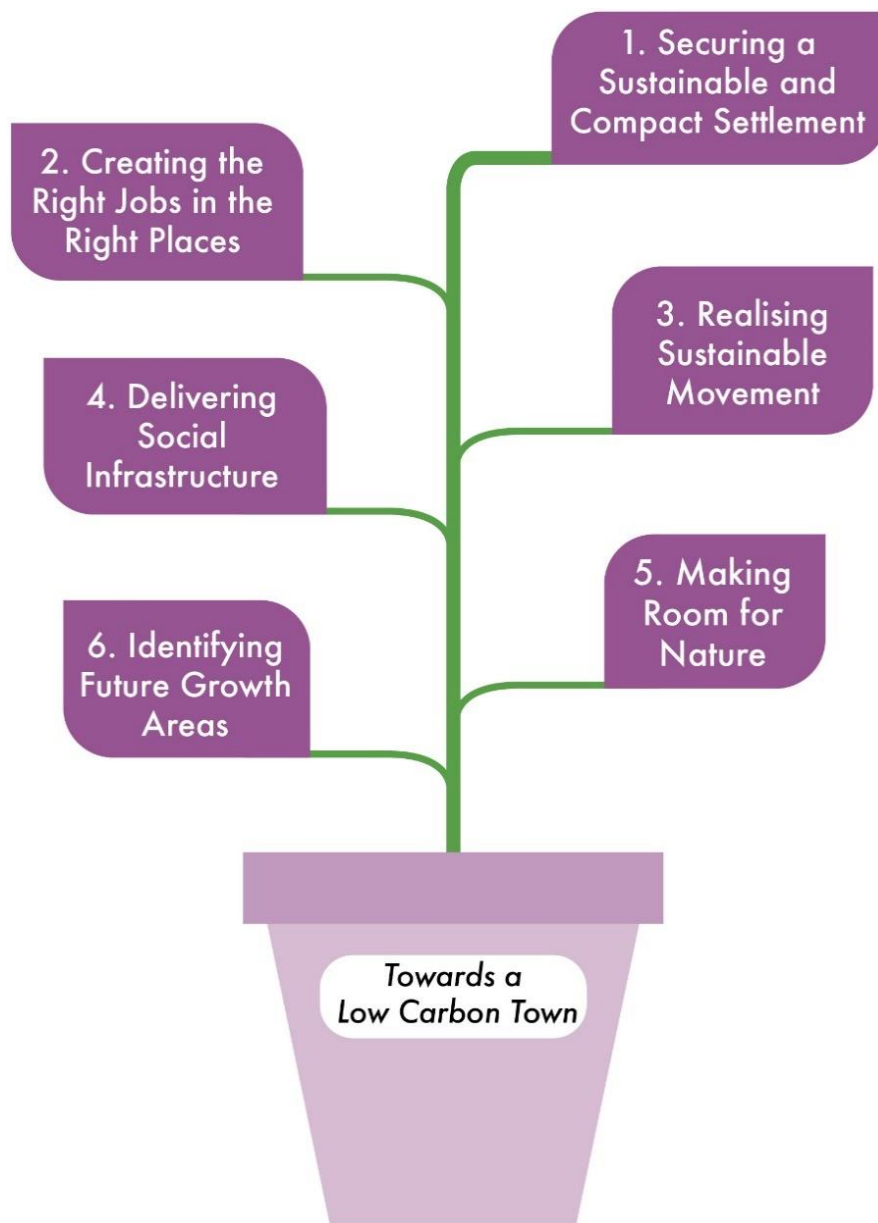 1. Securing a
Sustainable and
Compact Settlement
2. Creating the
Right Jobs in the
Right Places
3. Realising
Sustainable
Movement
4. Delivering
Social
Infrastructure
5. Making
Room for
Nature
6. Identifying
Future Growth
Areas
Towards a
Low Carbon Town